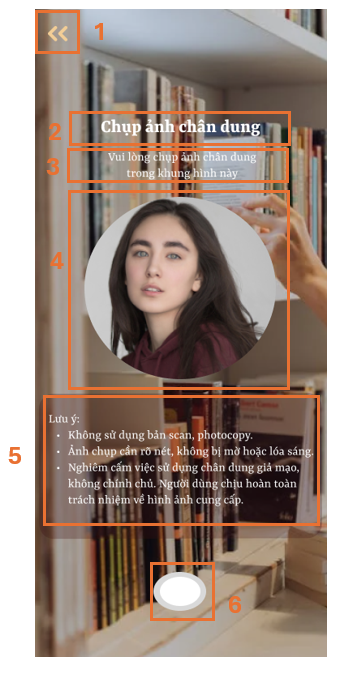 1
2
Chụp ảnh chân dung
3
Vui lòng chụp ảnh chân dung
trong khung hình này
4
5
Lưu ý:
• Không sử dụng bản scan, photocopy.
• Ảnh chụp cần rõ nét, không bị mờ hoặc lóa sáng.
• Nghiêm cấm việc sử dụng chân dung giả mạo,
không chính chủ. Người dùng chịu hoàn toàn
trách nhiệm về hình ảnh cung cấp.
6